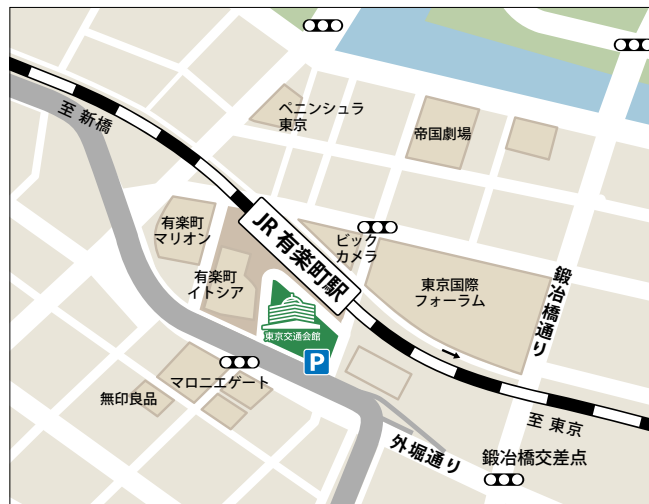 ペニンシュラ
東京
帝国劇場
至 新橋
有楽町
マリオン
JR 有楽町駅
ビック
カメラ
有楽町
イトシア
東京国際
フォーラム
鍛冶橋通り
東京交通会館
P
マロニエゲート
無印良品
至 東京
外堀通り
鍛冶橋交差点